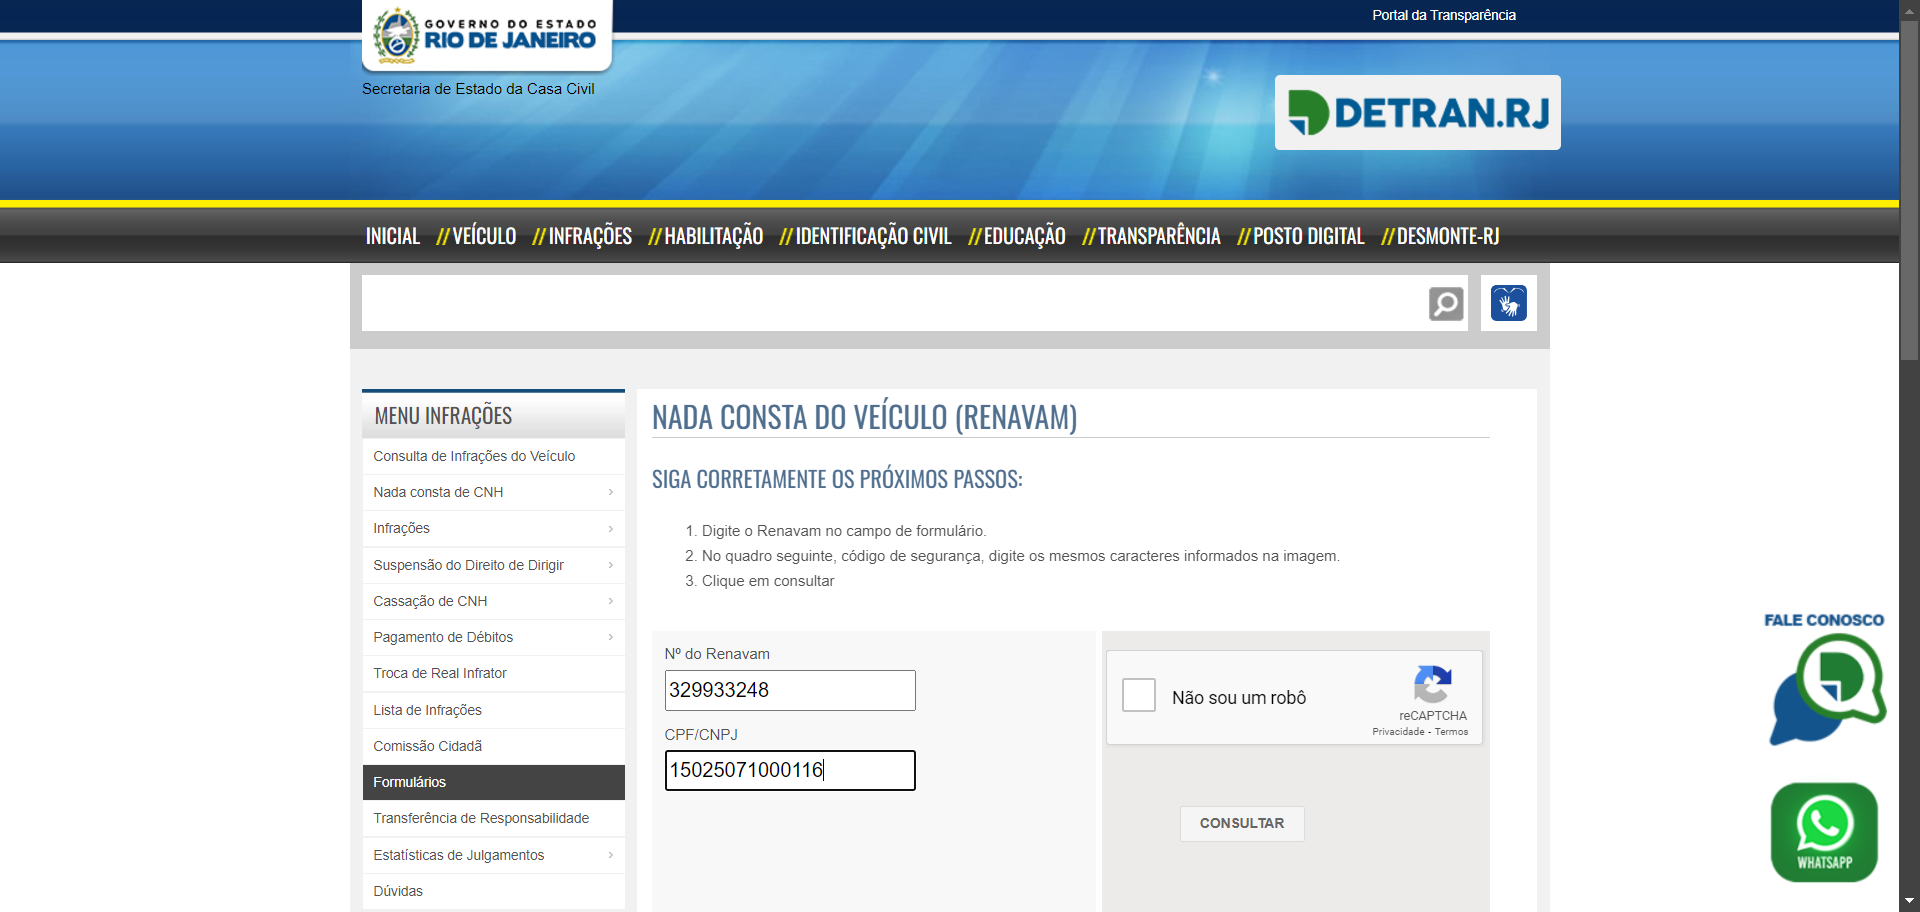 Portal da Transparência
GOVERNO DO ESTADO
RIO DE JANEIRO
Secretaria de Estado da Casa Civil
DETRAN.RJ
INICIAL // VEÍCULO // INFRAÇÕES // HABILITAÇÃO // IDENTIFICAÇÃO CIVIL // EDUCAÇÃO // TRANSPARÊNCIA // POSTO DIGITAL // DESMONTE-RJ
MENU INFRAÇÕES
Consulta de Infrações do Veículo
Nada consta de CNH
Infrações
Suspensão do Direito de Dirigir
Cassação de CNH
Pagamento de Débitos
Troca de Real Infrator
Lista de Infrações
Comissão Cidadã
Formulários
Transferência de Responsabilidade
Estatísticas de Julgamentos
Dúvidas
NADA CONSTA DO VEÍCULO (RENAVAM)
SIGA CORRETAMENTE OS PRÓXIMOS PASSOS:
1. Digite o Renavam no campo de formulário.
2. No quadro seguinte, código de segurança, digite os mesmos caracteres informados na imagem.
3. Clique em consultar
Nº do Renavam
329933248
CPF/CNPJ
15025071000116
Não sou um robô
reCAPTCHA
Privacidade - Termos
CONSULTAR
FALE CONOSCO
WHATSAPP